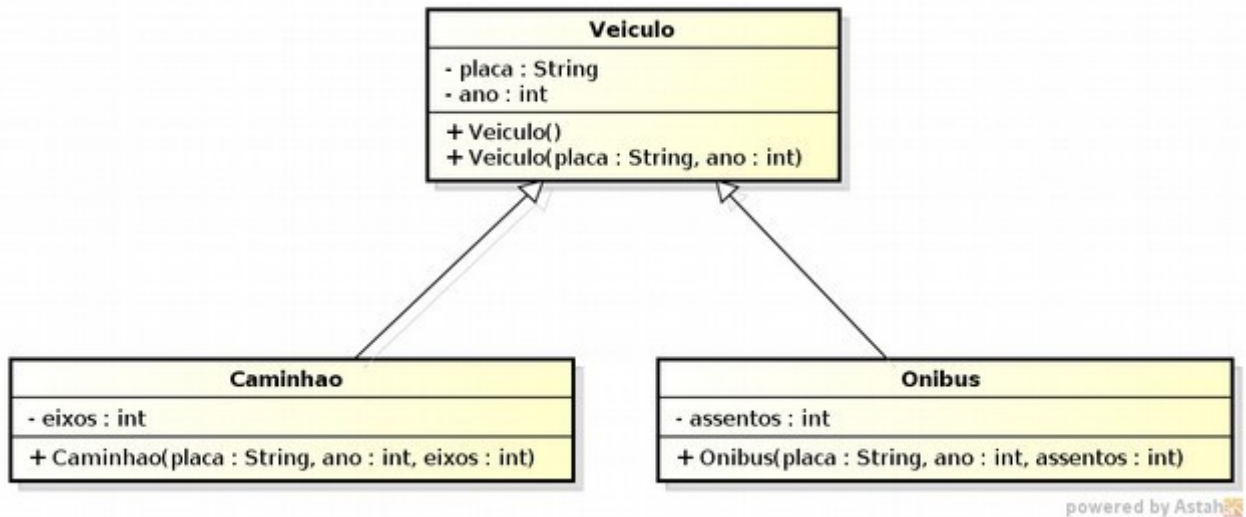 Veiculo
- placa : String
- ano : int
+ Veiculo()
+ Veiculo(placa : String, ano : int)
Caminhao
- eixos : int
+ Caminhao(placa : String, ano : int, eixos : int)
Onibus
- assentos : int
+ Onibus(placa : String, ano : int, assentos : int)
powered by Astah